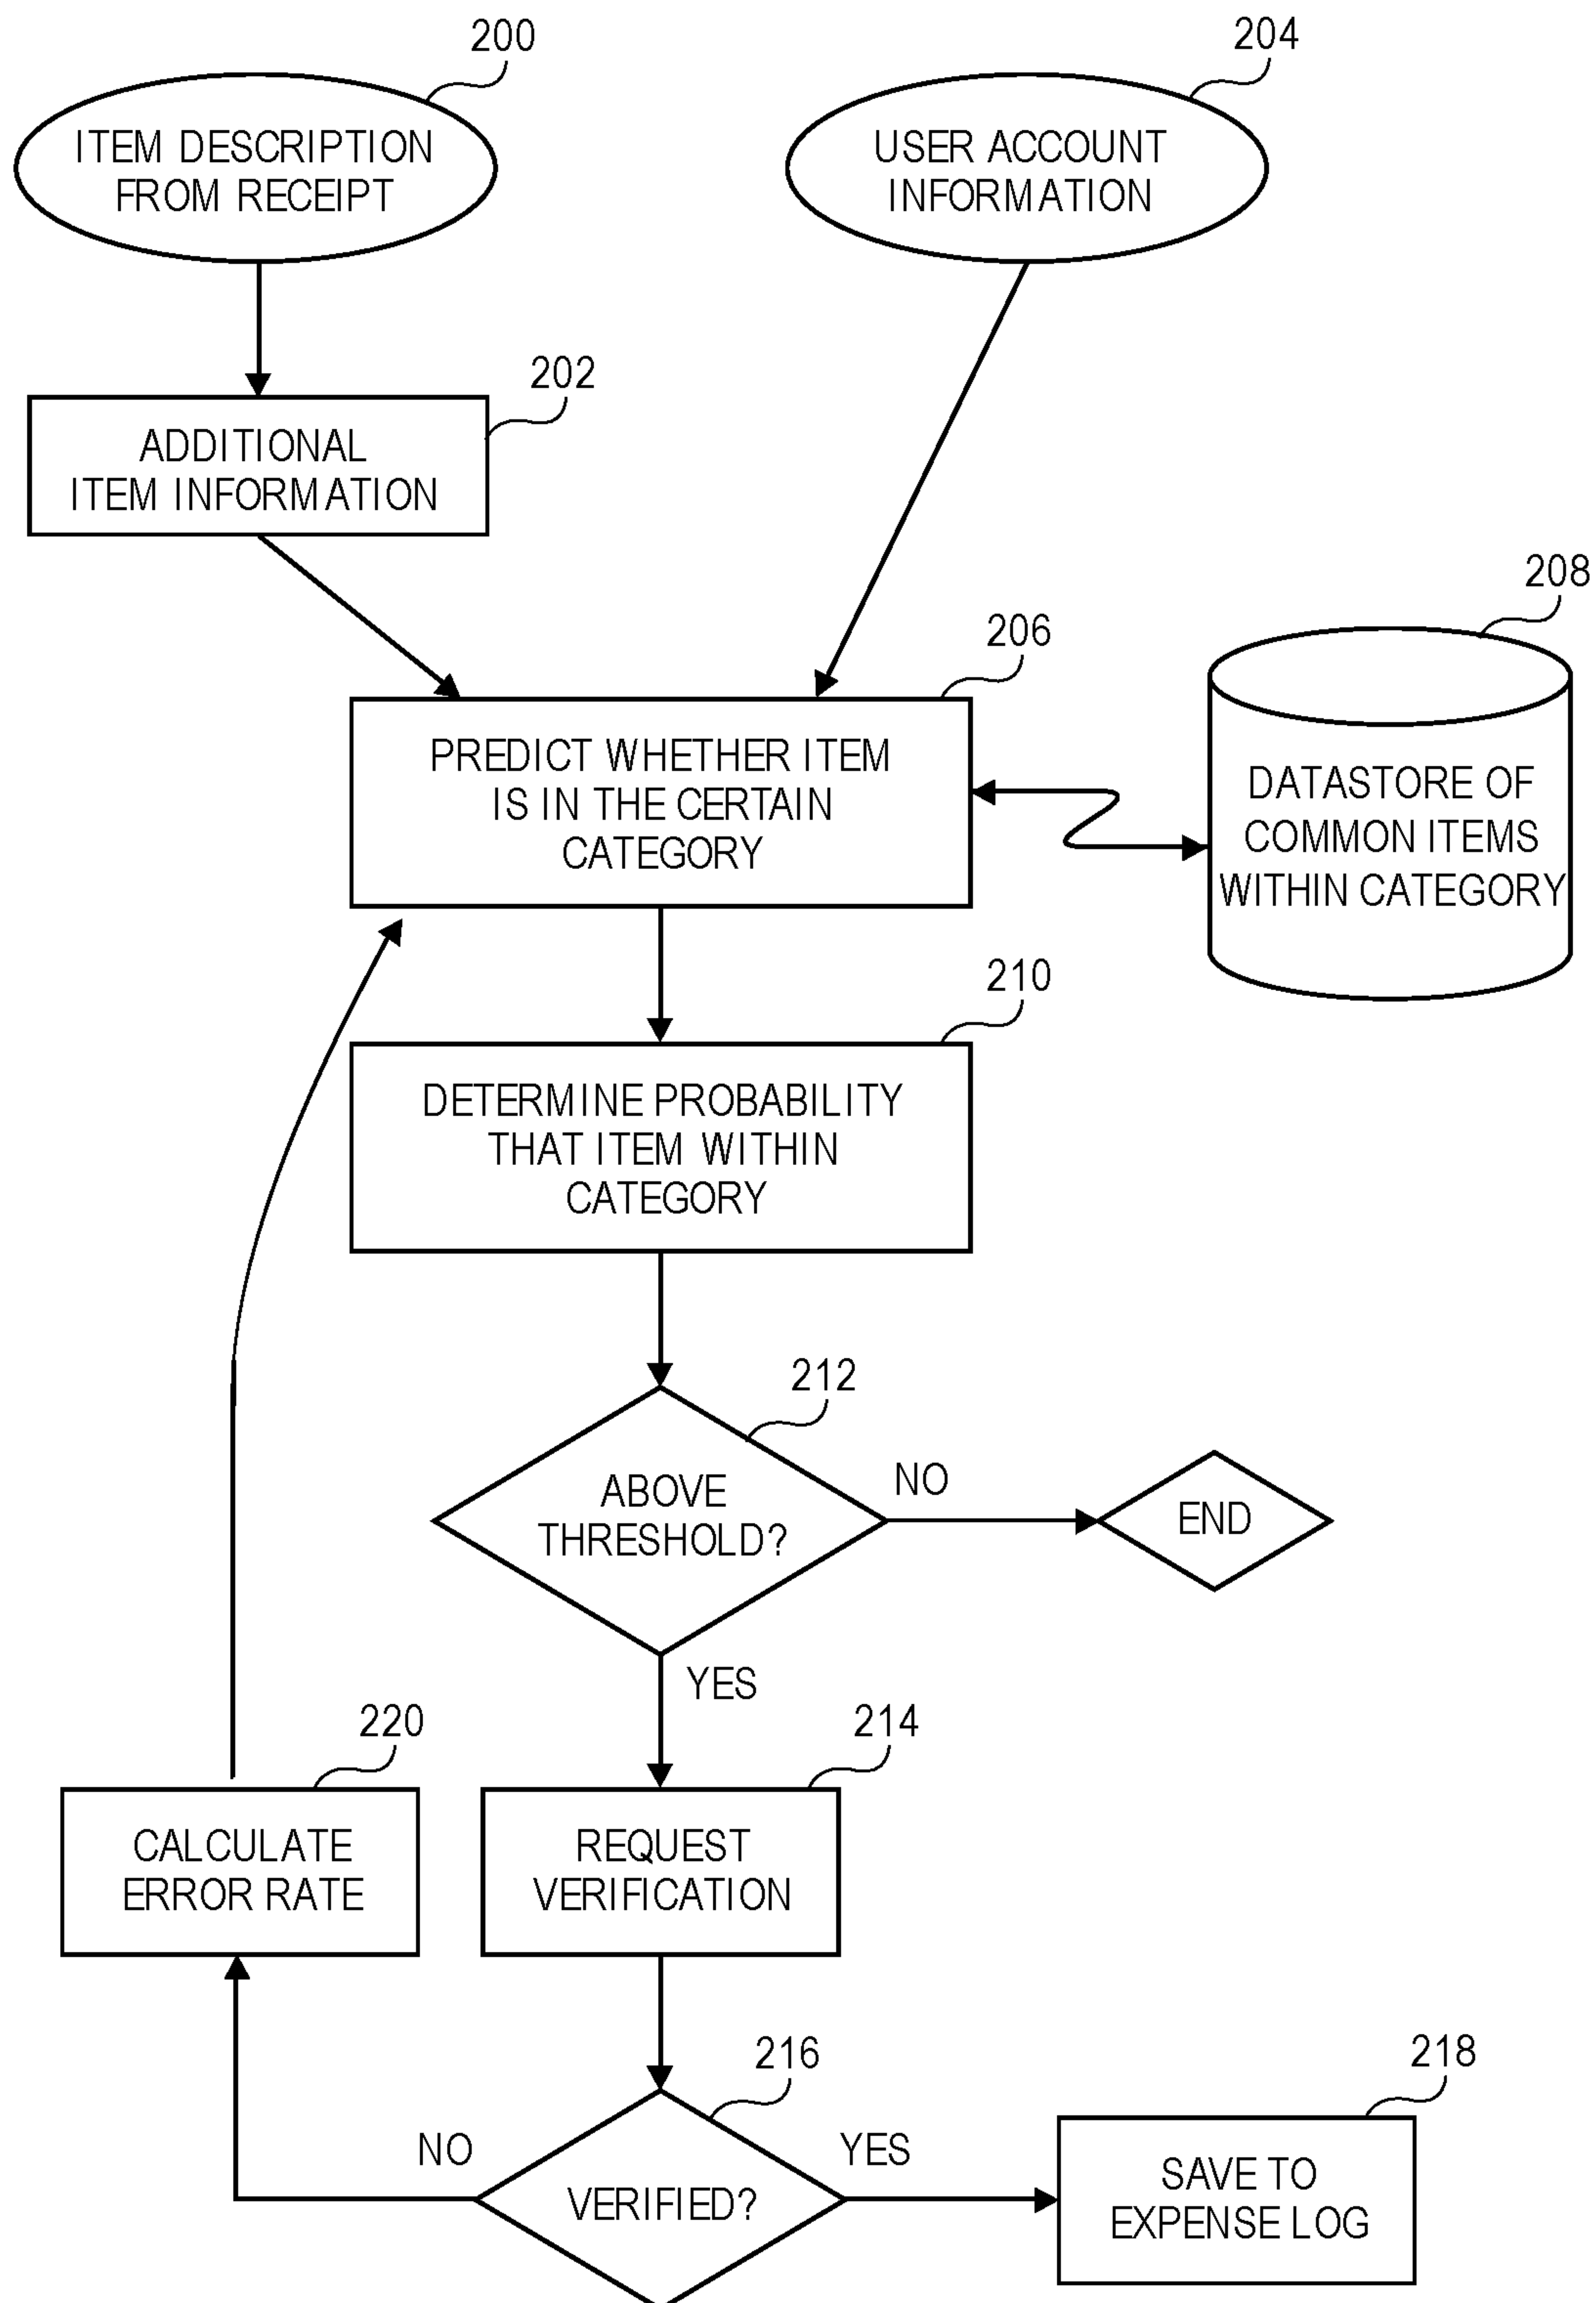 200
ITEM DESCRIPTION
FROM RECEIPT
204
USER ACCOUNT
INFORMATION
202
ADDITIONAL
ITEM INFORMATION
206
PREDICT WHETHER ITEM
IS IN THE CERTAIN
CATEGORY
208
DATASTORE OF
COMMON ITEMS
WITHIN CATEGORY
210
DETERMINE PROBABILITY
THAT ITEM WITHIN
CATEGORY
212
ABOVE
THRESHOLD?
NO
END
YES
220
CALCULATE
ERROR RATE
214
REQUEST
VERIFICATION
216
VERIFIED?
NO
YES
218
SAVE TO
EXPENSE LOG